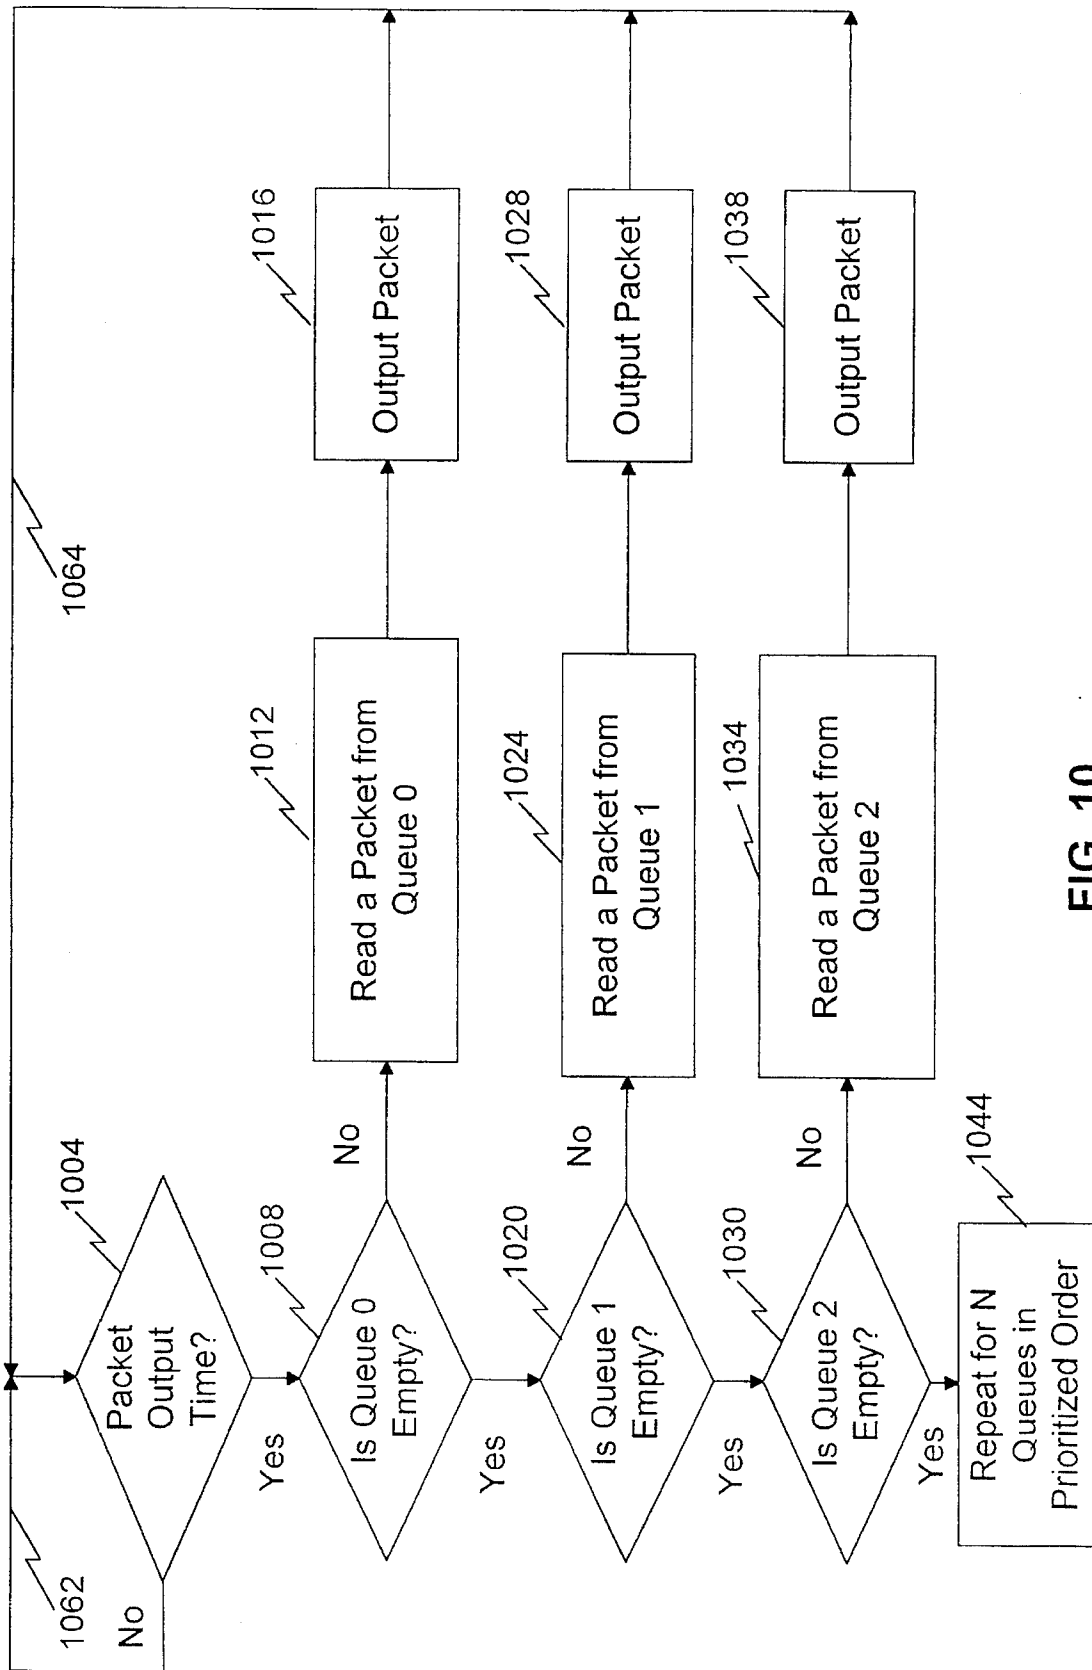 1062
No
1064
Packet
Output
Time?
1004
Yes
Is Queue 0
Empty?
1008
No
Read a Packet from
Queue 0
1012
Output Packet
1016
Yes
Is Queue 1
Empty?
1020
No
Read a Packet from
Queue 1
1024
Output Packet
1028
Yes
Is Queue 2
Empty?
1030
No
Read a Packet from
Queue 2
1034
Output Packet
1038
Yes
Repeat for N
Queues in
Prioritized Order
1044
FIG. 10